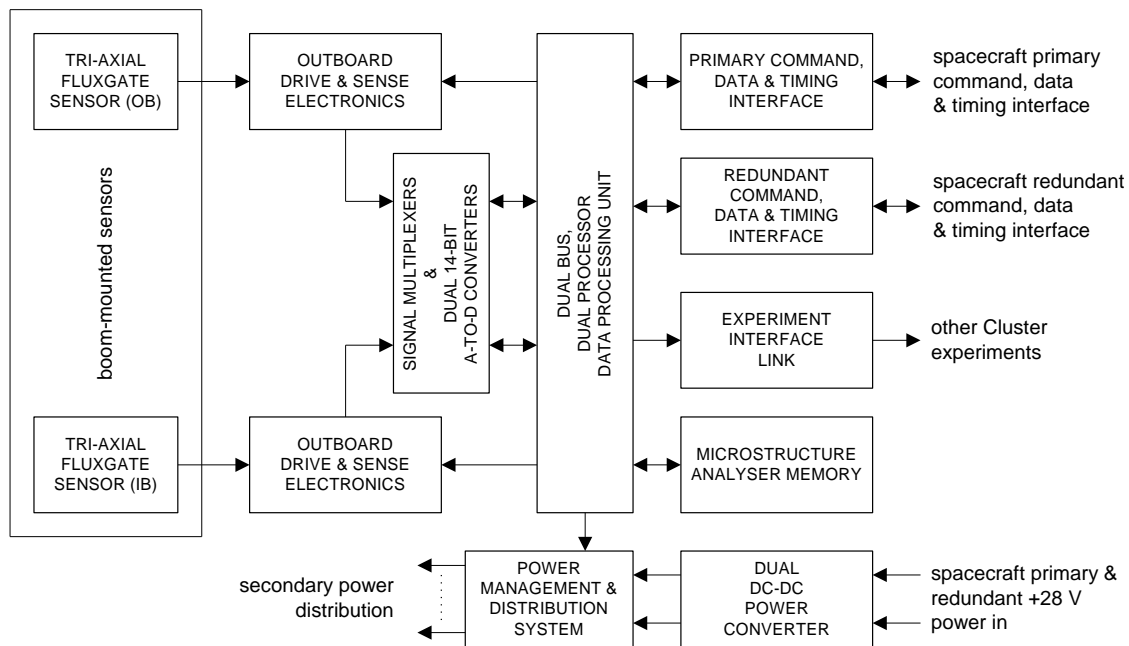 TRI-AXIAL
FLUXGATE
SENSOR (OB)
boom-mounted sensors
TRI-AXIAL
FLUXGATE
SENSOR (IB)
OUTBOARD
DRIVE & SENSE
ELECTRONICS
SIGNAL MULTIPLEXERS
&
DUAL 14-BIT
A-TO-D CONVERTERS
OUTBOARD
DRIVE & SENSE
ELECTRONICS
DUAL BUS,
DUAL PROCESSOR
DATA PROCESSING UNIT
PRIMARY COMMAND,
DATA & TIMING
INTERFACE
spacecraft primary
command, data
& timing interface
REDUNDANT
COMMAND,
DATA & TIMING
INTERFACE
spacecraft redundant
command, data
& timing interface
EXPERIMENT
INTERFACE
LINK
other Cluster
experiments
MICROSTRUCTURE
ANALYSER MEMORY
secondary power
distribution
POWER
MANAGEMENT &
DISTRIBUTION
SYSTEM
DUAL
DC-DC
POWER
CONVERTER
spacecraft primary &
redundant +28 V
power in